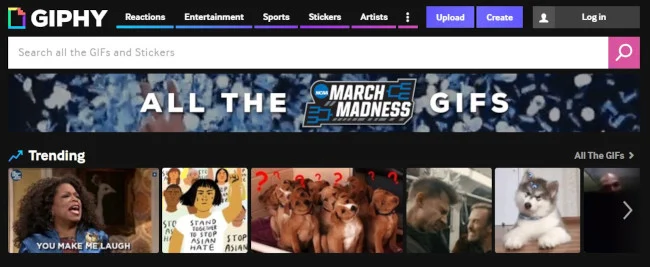 GIPHY Reactions Entertainment Sports Stickers Artists Upload Create Log in
Search all the GIFs and Stickers
ALL THE NCAA MARCH MADNESS GIFS
Trending All The GIFs
YOU MAKE ME LAUGH
STAND
TOGETHER
TO STOP
ASIAN
HATE
STOP
ASIAN
? ? ? ?